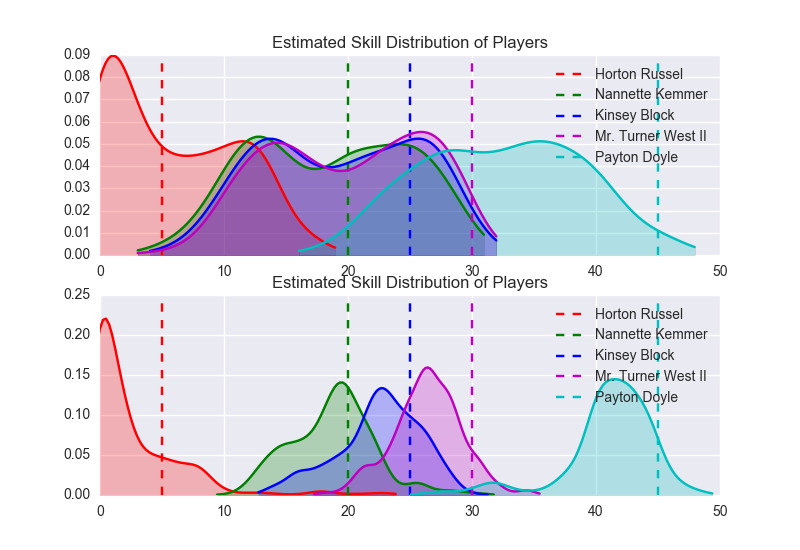 Estimated Skill Distribution of Players
0.09
Horton Russel
0.08
Nannette Kemmer
0.07
Kinsey Block
0.06
Mr. Turner West II
0.05
Payton Doyle
0.04
0.03
0.02
0.01
0.00
0 10 20 30 40 50
Estimated Skill Distribution of Players
0.25
Horton Russel
Nannette Kemmer
0.20
Kinsey Block
Mr. Turner West II
0.15
Payton Doyle
0.10
0.05
0.00
0 10 20 30 40 50